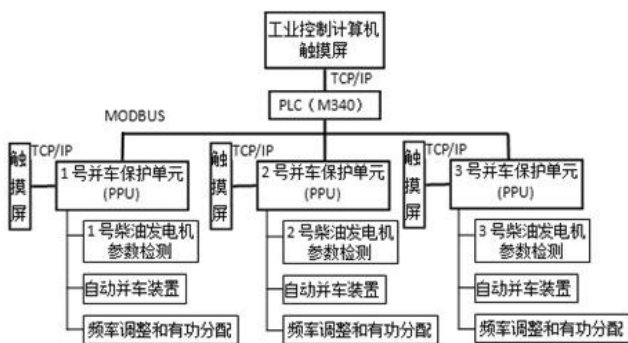 工业控制计算机
触摸屏
TCP/IP
PLC（M340）
MODBUS
触摸屏
TCP/IP
1号并车保护单元
(PPU)
触摸屏
TCP/IP
2号并车保护单元
(PPU)
触摸屏
TCP/IP
3号并车保护单元
(PPU)
1号柴油发电机
参数检测
自动并车装置
频率调整和有功分配
2号柴油发电机
参数检测
自动并车装置
频率调整和有功分配
3号柴油发电机
参数检测
自动并车装置
频率调整和有功分配